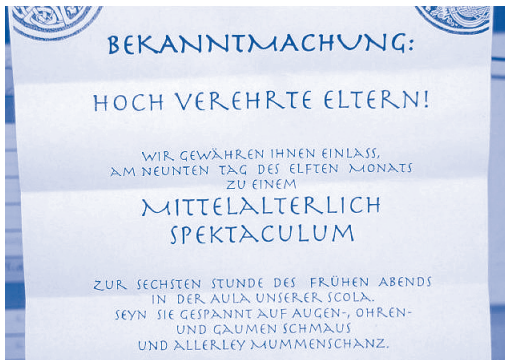 BEKANNTMACHUNG:
HOCH VEREHRTE ELTERN!
WIR GEWÄHREN IHNEN EINLASS,
AM NEUNTEN TAG DES ELFTEN MONATS
ZU EINEM
MITTELALTERLICH
SPEKTACULUM
ZUR SECHSTEN STUNDE DES FRÜHEN ABENDS
IN DER AULA UNSERER SCOLA.
SEYN SIE GESPANNT AUF AUGEN-, OHREN-
UND GAUMEN SCHMAUS
UND ALLERLEY MUMMENSCHANZ.